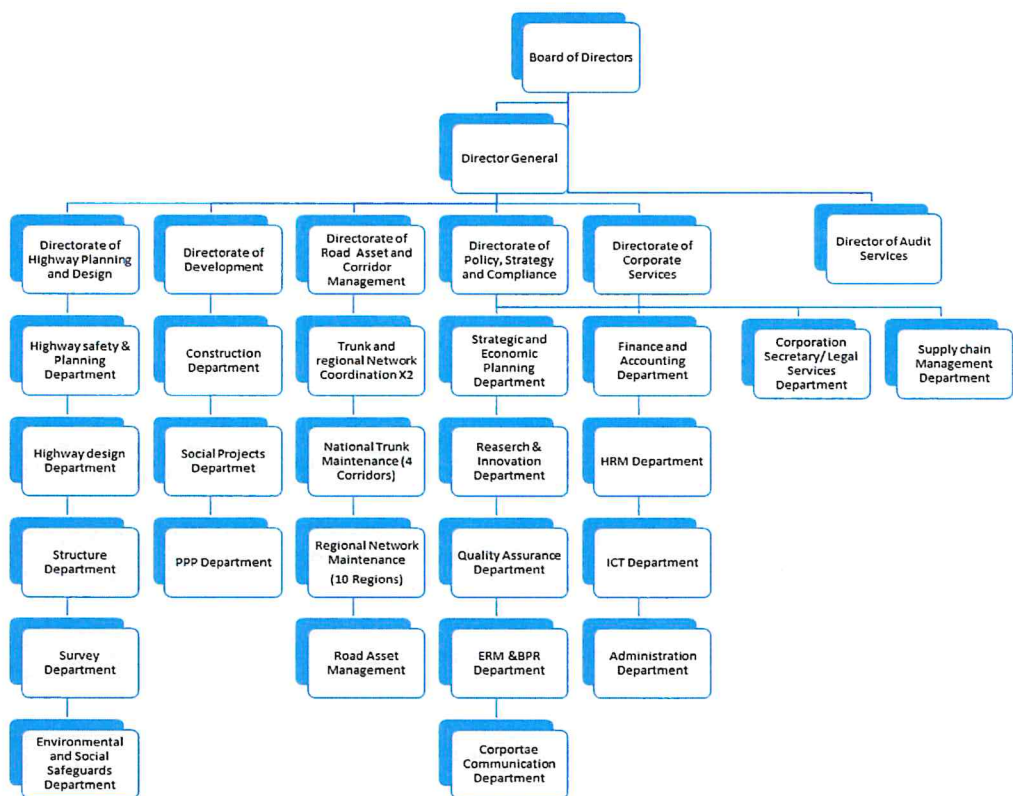 Board of Directors
Director General
Directorate of
Highway Planning
and Design
Directorate of
Development
Directorate of
Road Asset and
Corridor
Management
Directorate of
Policy, Strategy
and Compliance
Directorate of
Corporate
Services
Director of Audit
Services
Highway safety &
Planning
Department
Construction
Department
Trunk and
regional Network
Coordination X2
Strategic and
Economic
Planning
Department
Finance and
Accounting
Department
Corporation
Secretary/ Legal
Services
Department
Supply chain
Management
Department
Highway design
Department
Social Projects
Departmet
National Trunk
Maintenance (4
Corridors)
Reaserch &
Innovation
Department
HRM Department
Structure
Department
PPP Department
Regional Network
Maintenance
(10 Regions)
Quality Assurance
Department
ICT Department
Survey
Department
Road Asset
Management
ERM &BPR
Department
Administration
Department
Environmental
and Social
Safeguards
Department
Corportae
Communication
Department